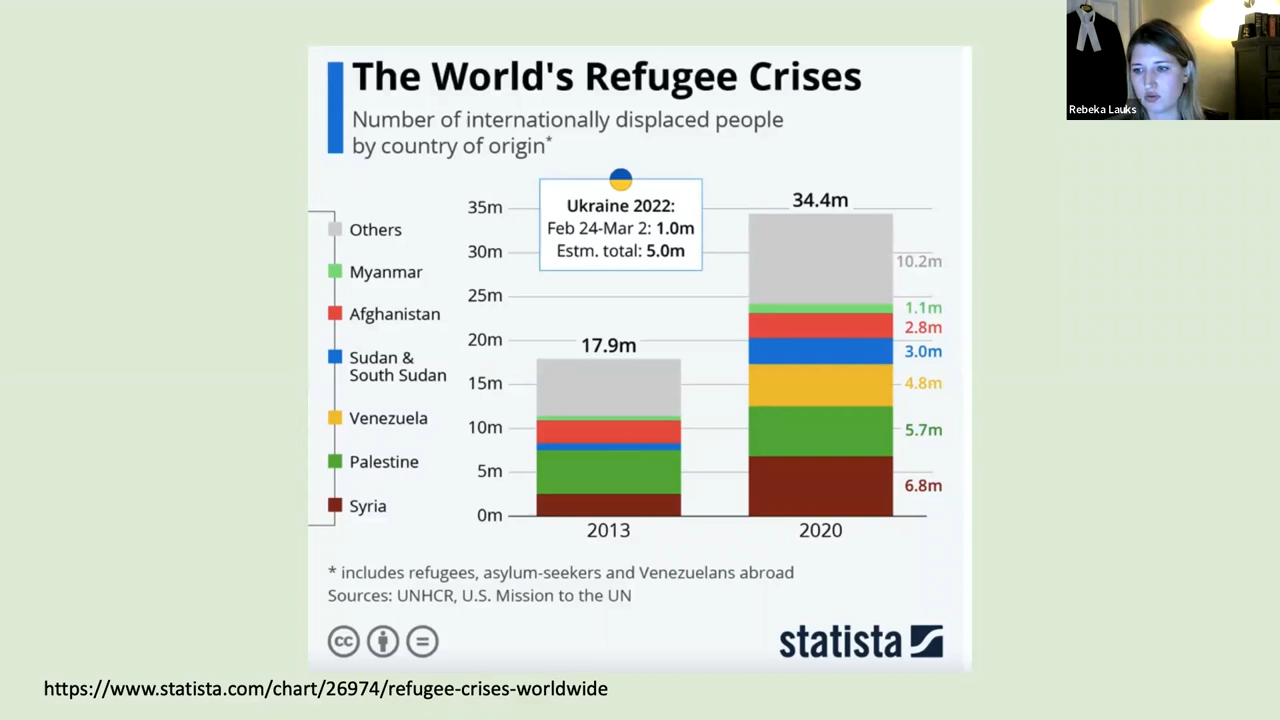 The World's Refugee Crises
Number of internationally displaced people
by country of origin*
Rebeka Lauks
Ukraine 2022:
Feb 24-Mar 2: 1.0m
Estm. total: 5.0m
Others
Myanmar
Afghanistan
Sudan &
South Sudan
Venezuela
Palestine
Syria
35m
30m
25m
20m
15m
10m
5m
0m
17.9m
34.4m
10.2m
1.1m
2.8m
3.0m
4.8m
5.7m
6.8m
2013
2020
* includes refugees, asylum-seekers and Venezuelans abroad
Sources: UNHCR, U.S. Mission to the UN
cc
statista
https://www.statista.com/chart/26974/refugee-crises-worldwide